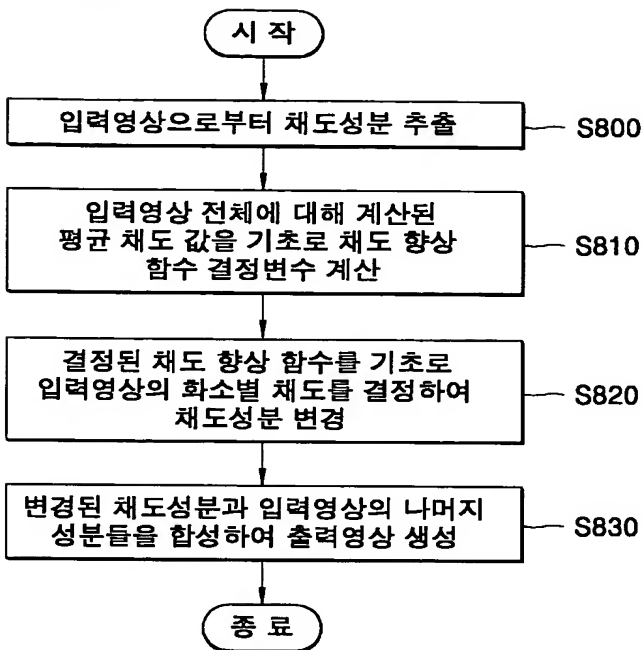 시 작
입력영상으로부터 채도성분 추출
S800
입력영상 전체에 대해 계산된
평균 채도 값을 기초로 채도 향상
함수 결정변수 계산
S810
결정된 채도 향상 함수를 기초로
입력영상의 화소별 채도를 결정하여
채도성분 변경
S820
변경된 채도성분과 입력영상의 나머지
성분들을 합성하여 출력영상 생성
S830
종 료